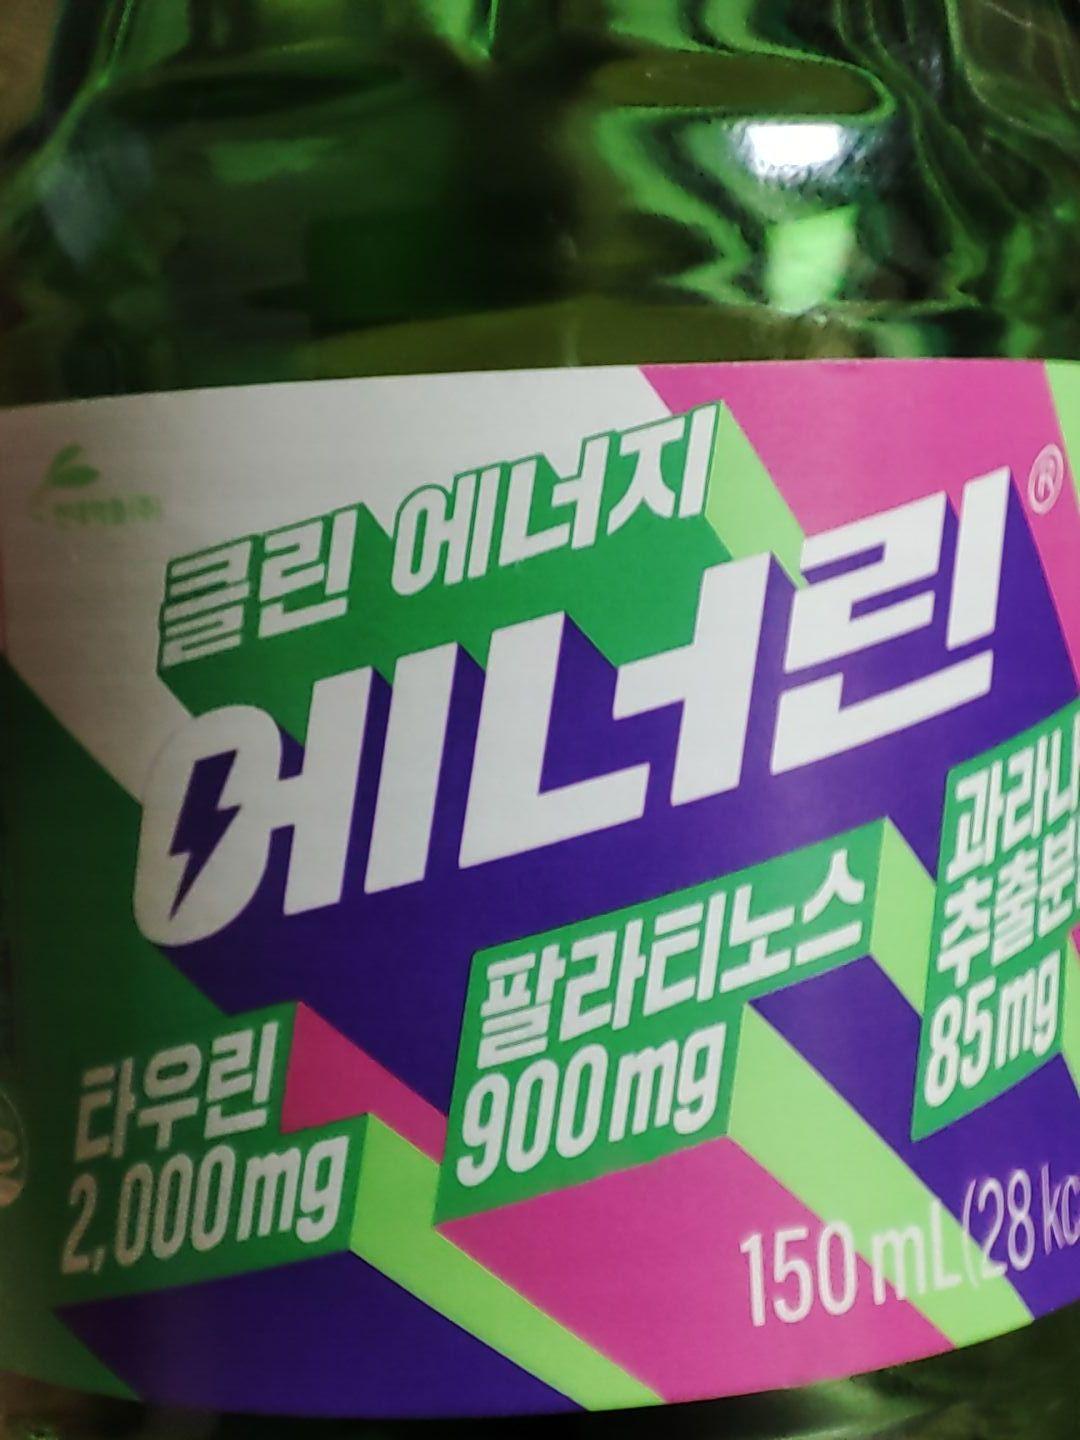 클린 에너지
에너린®
타우린
2,000mg
팔라티노스
900mg
과라나
추출분
85mg
150mL(28kc